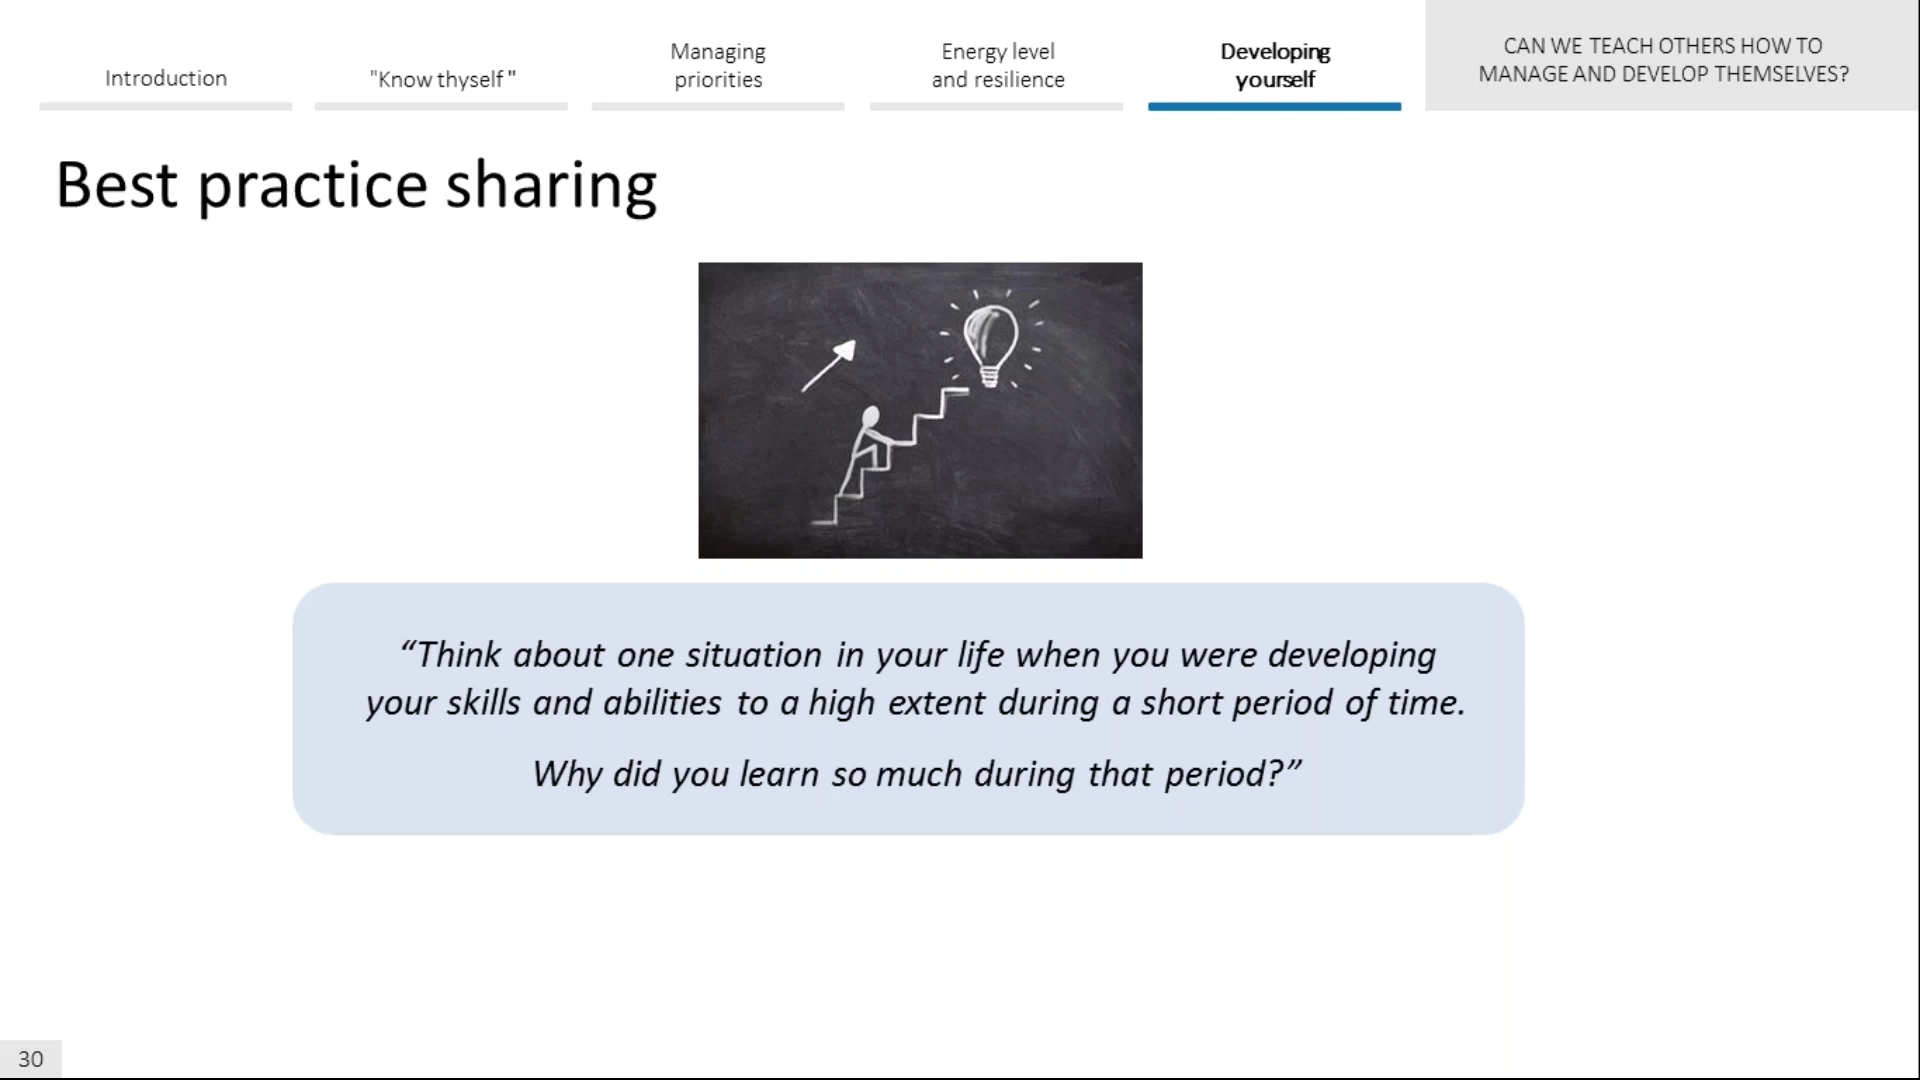 Introduction
"Know thyself"
Managing
priorities
Energy level
and resilience
Developing
yourself
CAN WE TEACH OTHERS HOW TO
MANAGE AND DEVELOP THEMSELVES?
Best practice sharing
“Think about one situation in your life when you were developing
your skills and abilities to a high extent during a short period of time.
Why did you learn so much during that period?”
30